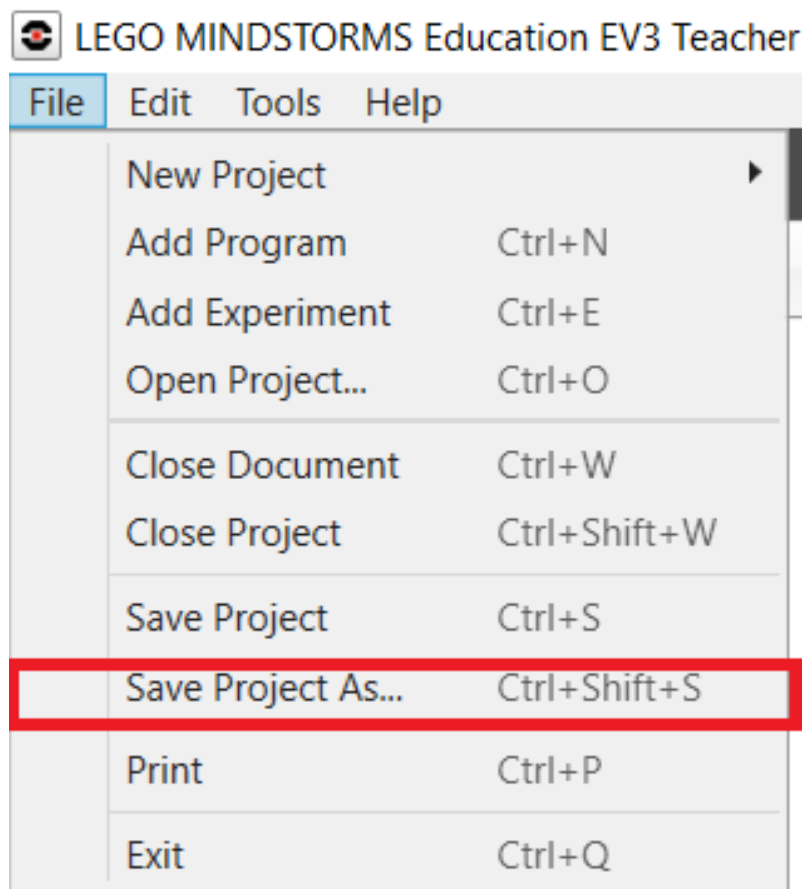 LEGO MINDSTORMS Education EV3 Teacher
File Edit Tools Help
New Project
Add Program Ctrl+N
Add Experiment Ctrl+E
Open Project... Ctrl+O
Close Document Ctrl+W
Close Project Ctrl+Shift+W
Save Project Ctrl+S
Save Project As... Ctrl+Shift+S
Print Ctrl+P
Exit Ctrl+Q